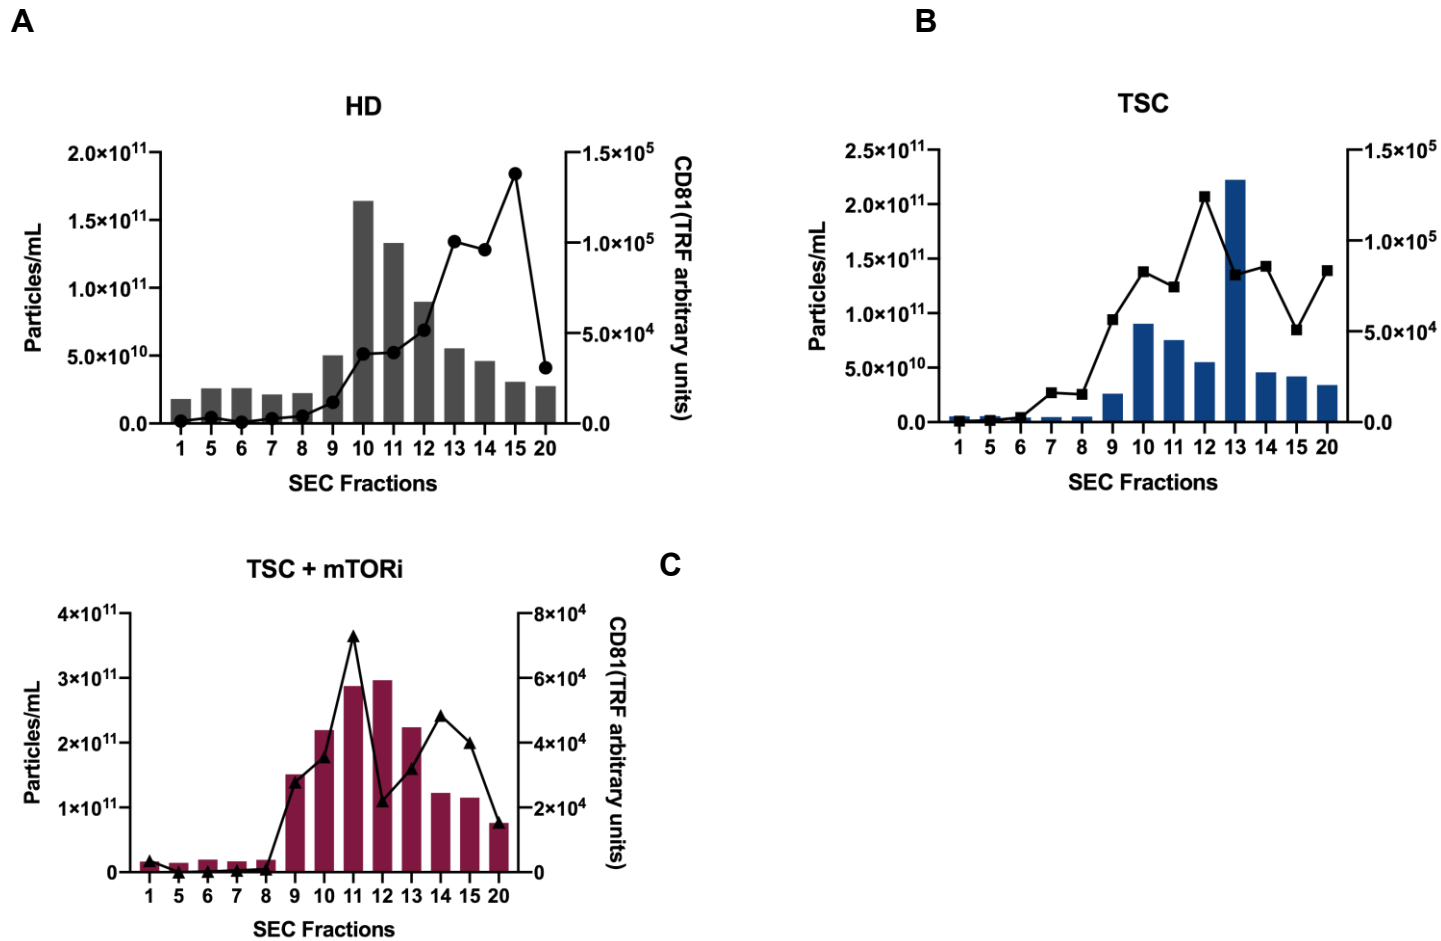 A
HD
Particles/mL
2.0×10¹¹
1.5×10¹¹
1.0×10¹¹
5.0×10¹⁰
0.0
1.5×10⁵
1.0×10⁵
5.0×10⁴
0.0
CD81(TRF arbitrary units)
1 5 6 7 8 9 10 11 12 13 14 15 20
SEC Fractions
B
TSC
Particles/mL
2.5×10¹¹
2.0×10¹¹
1.5×10¹¹
1.0×10¹¹
5.0×10¹⁰
0.0
1.5×10⁵
1.0×10⁵
5.0×10⁴
0.0
1 5 6 7 8 9 10 11 12 13 14 15 20
SEC Fractions
C
TSC + mTORi
Particles/mL
4×10¹¹
3×10¹¹
2×10¹¹
1×10¹¹
0
8×10⁴
6×10⁴
4×10⁴
2×10⁴
0
CD81(TRF arbitrary units)
1 5 6 7 8 9 10 11 12 13 14 15 20
SEC Fractions